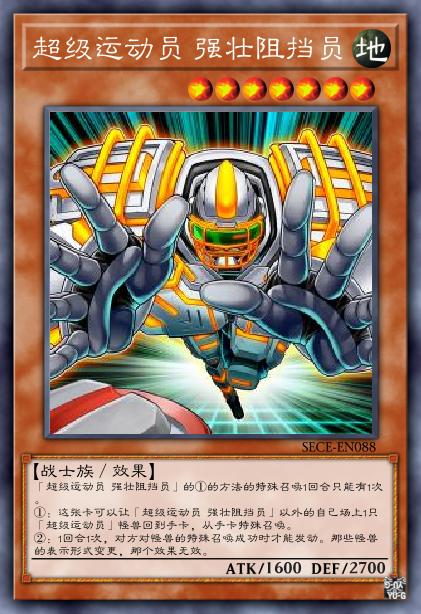 超级运动员 强壮阻挡员 地
SECE-EN088
【战士族/效果】
「超级运动员 强壮阻挡员」的①的方法的特殊召唤1回合只能有1次
。
①：这张卡可以让「超级运动员 强壮阻挡员」以外的自己场上1只
「超级运动员」怪兽回到手卡，从手卡特殊召唤。
②：1回合1次，对方对怪兽的特殊召唤成功时才能发动。那些怪兽
的表示形式变更，那个效果无效。
ATK/1600 DEF/2700